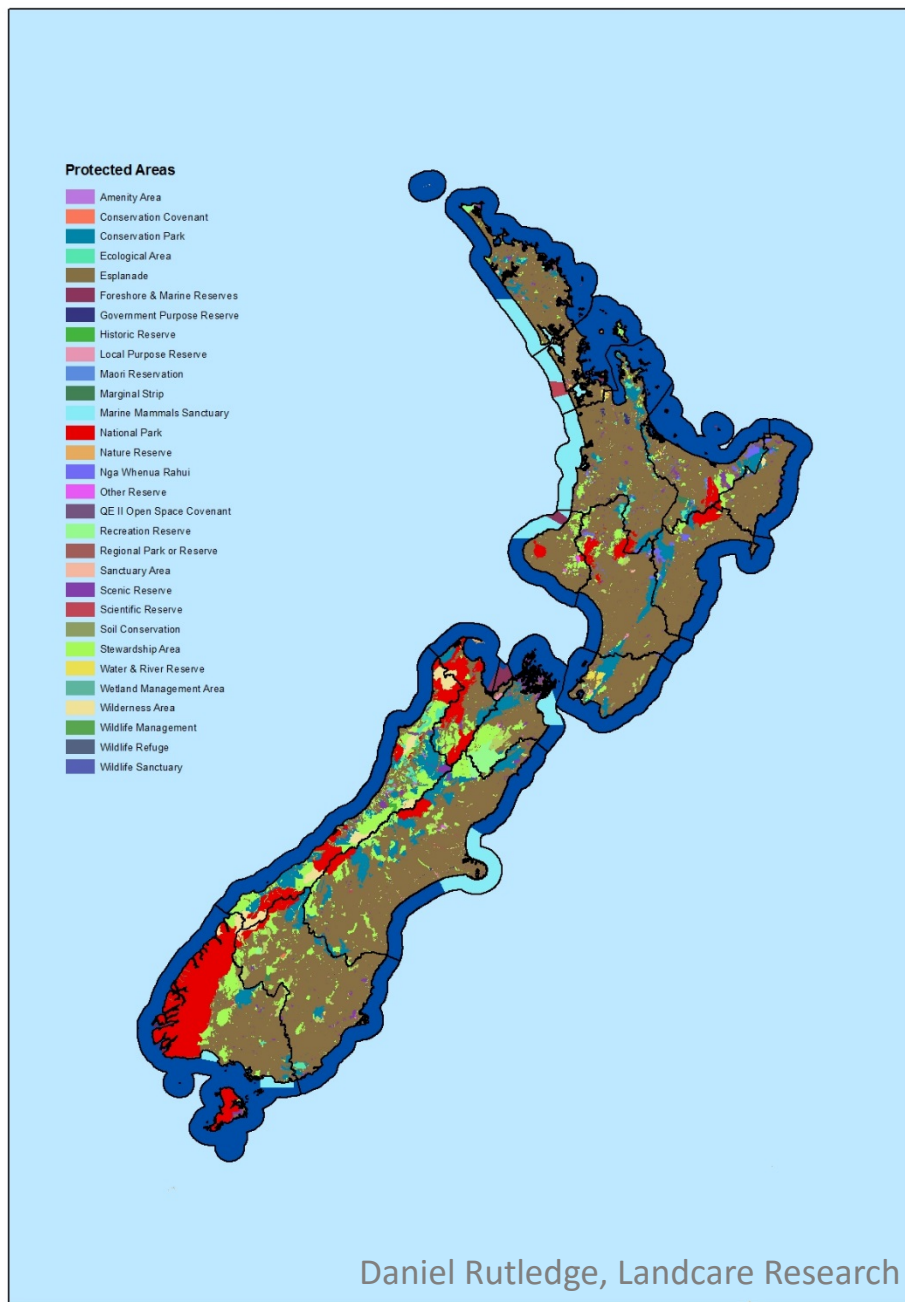 Protected Areas
Amenity Area
Conservation Covenant
Conservation Park
Ecological Area
Esplanade
Foreshore & Marine Reserves
Government Purpose Reserve
Historic Reserve
Local Purpose Reserve
Maori Reservation
Marginal Strip
Marine Mammals Sanctuary
National Park
Nature Reserve
Nga Whenua Rahui
Other Reserve
QE II Open Space Covenant
Recreation Reserve
Regional Park or Reserve
Sanctuary Area
Scenic Reserve
Scientific Reserve
Soil Conservation
Stewardship Area
Water & River Reserve
Wetland Management Area
Wilderness Area
Wildlife Management
Wildlife Refuge
Wildlife Sanctuary
Daniel Rutledge, Landcare Research